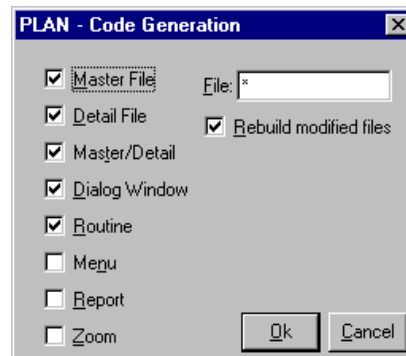 PLAN - Code Generation
Master File
File: *
Detail File
Rebuild modified files
Master/Detail
Dialog Window
Routine
Menu
Report
Zoom
Ok
Cancel